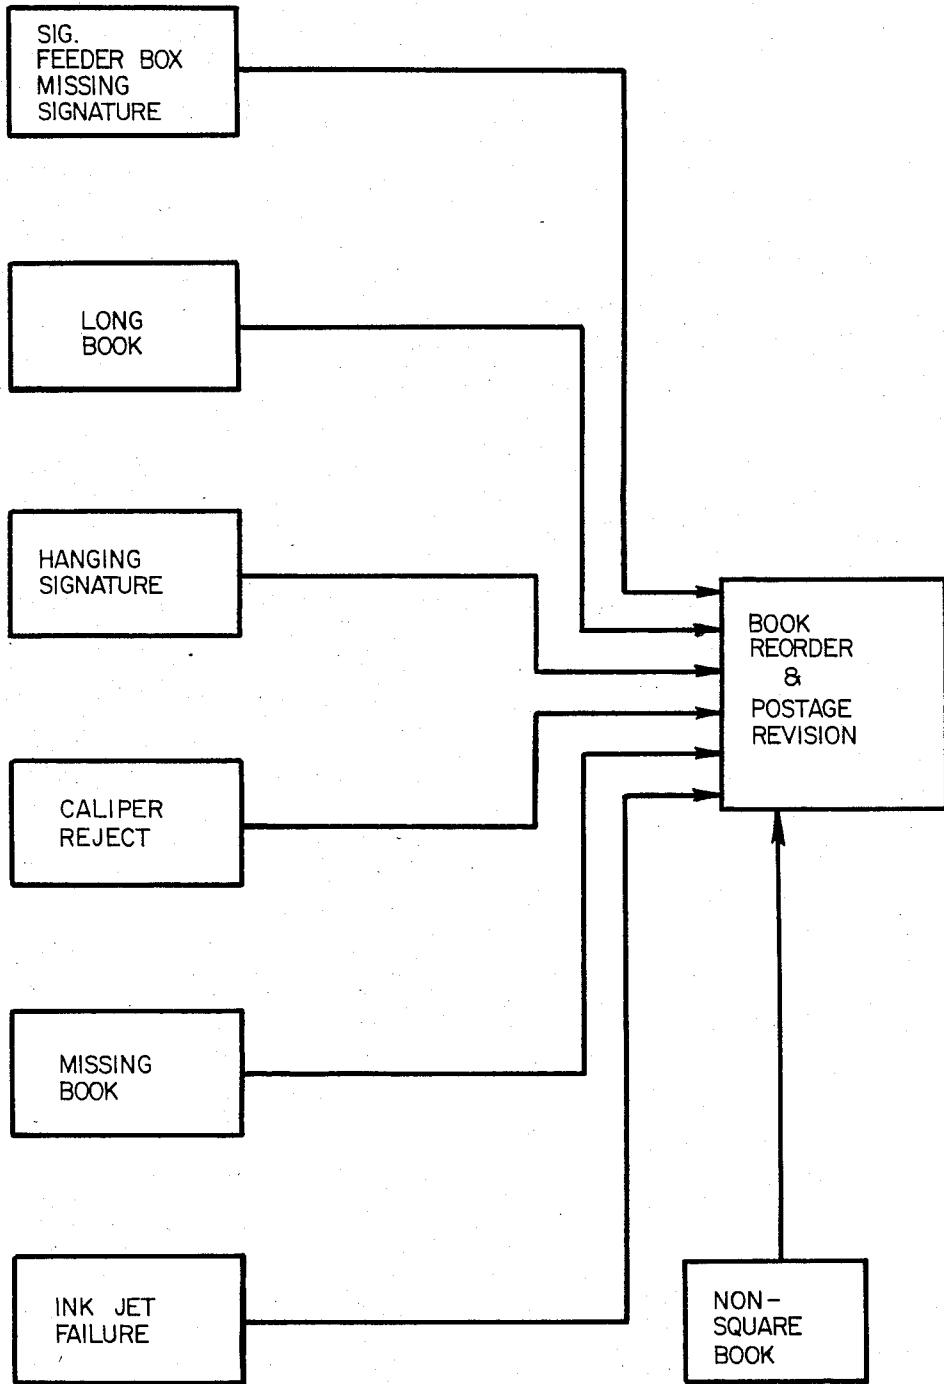 SIG.
FEEDER BOX
MISSING
SIGNATURE
LONG
BOOK
HANGING
SIGNATURE
CALIPER
REJECT
MISSING
BOOK
INK JET
FAILURE
BOOK
REORDER
&
POSTAGE
REVISION
NON-
SQUARE
BOOK